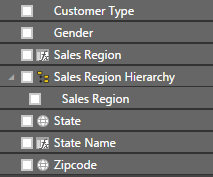 Customer Type
Gender
Sales Region
Sales Region Hierarchy
Sales Region
State
State Name
Zipcode